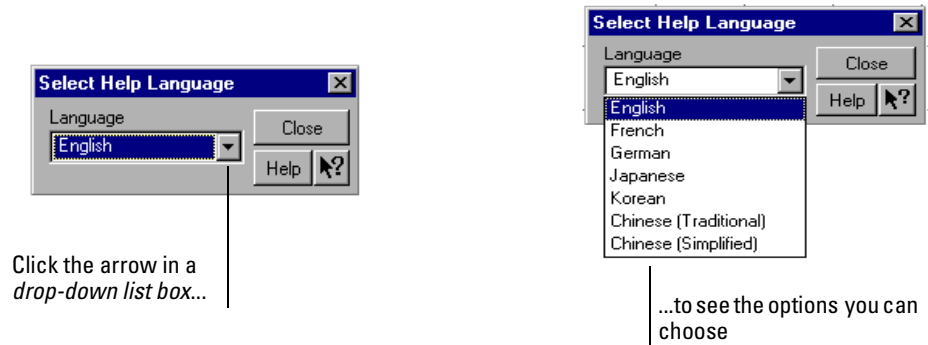 Select Help Language
Language
English
Close
Help
?
Click the arrow in a
drop-down list box...
Select Help Language
Language
English
Close
Help
?
English
French
German
Japanese
Korean
Chinese (Traditional)
Chinese (Simplified)
...to see the options you can
choose